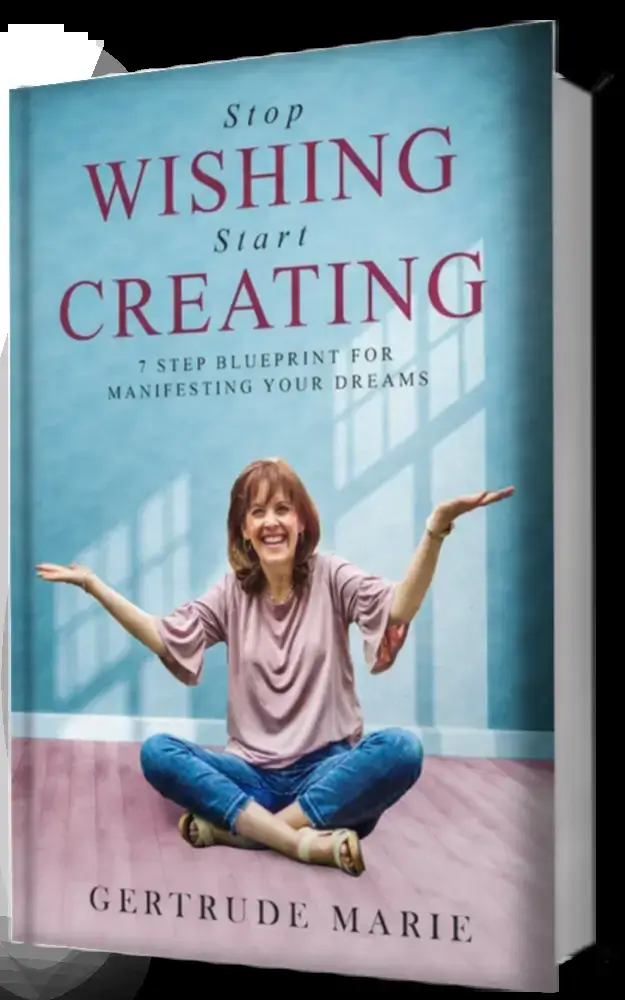 Stop
WISHING
Start
CREATING
7 STEP BLUEPRINT FOR
MANIFESTING YOUR DREAMS
GERTRUDE MARIE